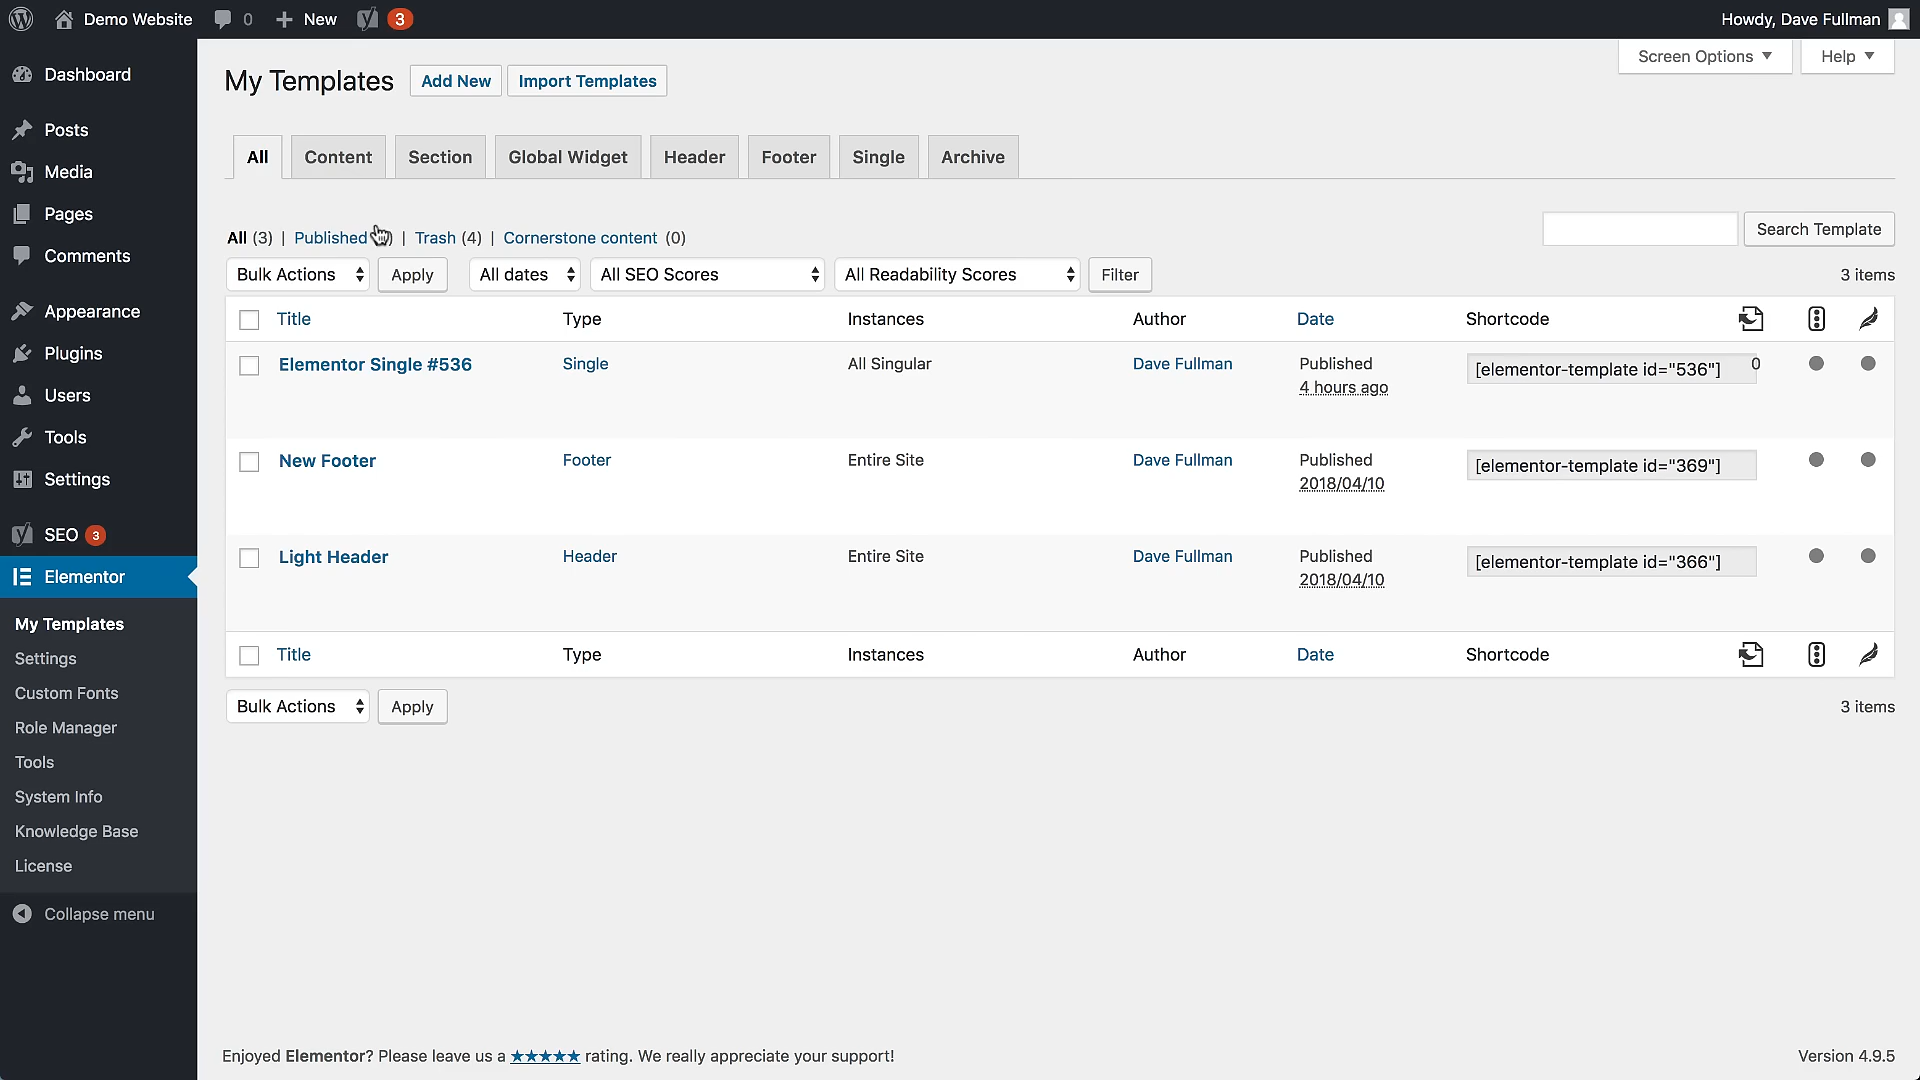 Demo Website 0 New 3 Howdy, Dave Fullman
Screen Options Help
Dashboard
Posts
Media
Pages
Comments
Appearance
Plugins
Users
Tools
Settings
SEO 3
Elementor
My Templates
Settings
Custom Fonts
Role Manager
Tools
System Info
Knowledge Base
License
Collapse menu
My Templates Add New Import Templates
All Content Section Global Widget Header Footer Single Archive
All (3) | Published ) | Trash (4) | Cornerstone content (0)
Search Template
Bulk Actions Apply All dates All SEO Scores All Readability Scores Filter 3 items
Title Type Instances Author Date Shortcode
Elementor Single #536 Single All Singular Dave Fullman Published [elementor-template id="536"] 0
4 hours ago
New Footer Footer Entire Site Dave Fullman Published [elementor-template id="369"]
2018/04/10
Light Header Header Entire Site Dave Fullman Published [elementor-template id="366"]
2018/04/10
Title Type Instances Author Date Shortcode
Bulk Actions Apply 3 items
Enjoyed Elementor? Please leave us a ★★★★★ rating. We really appreciate your support! Version 4.9.5